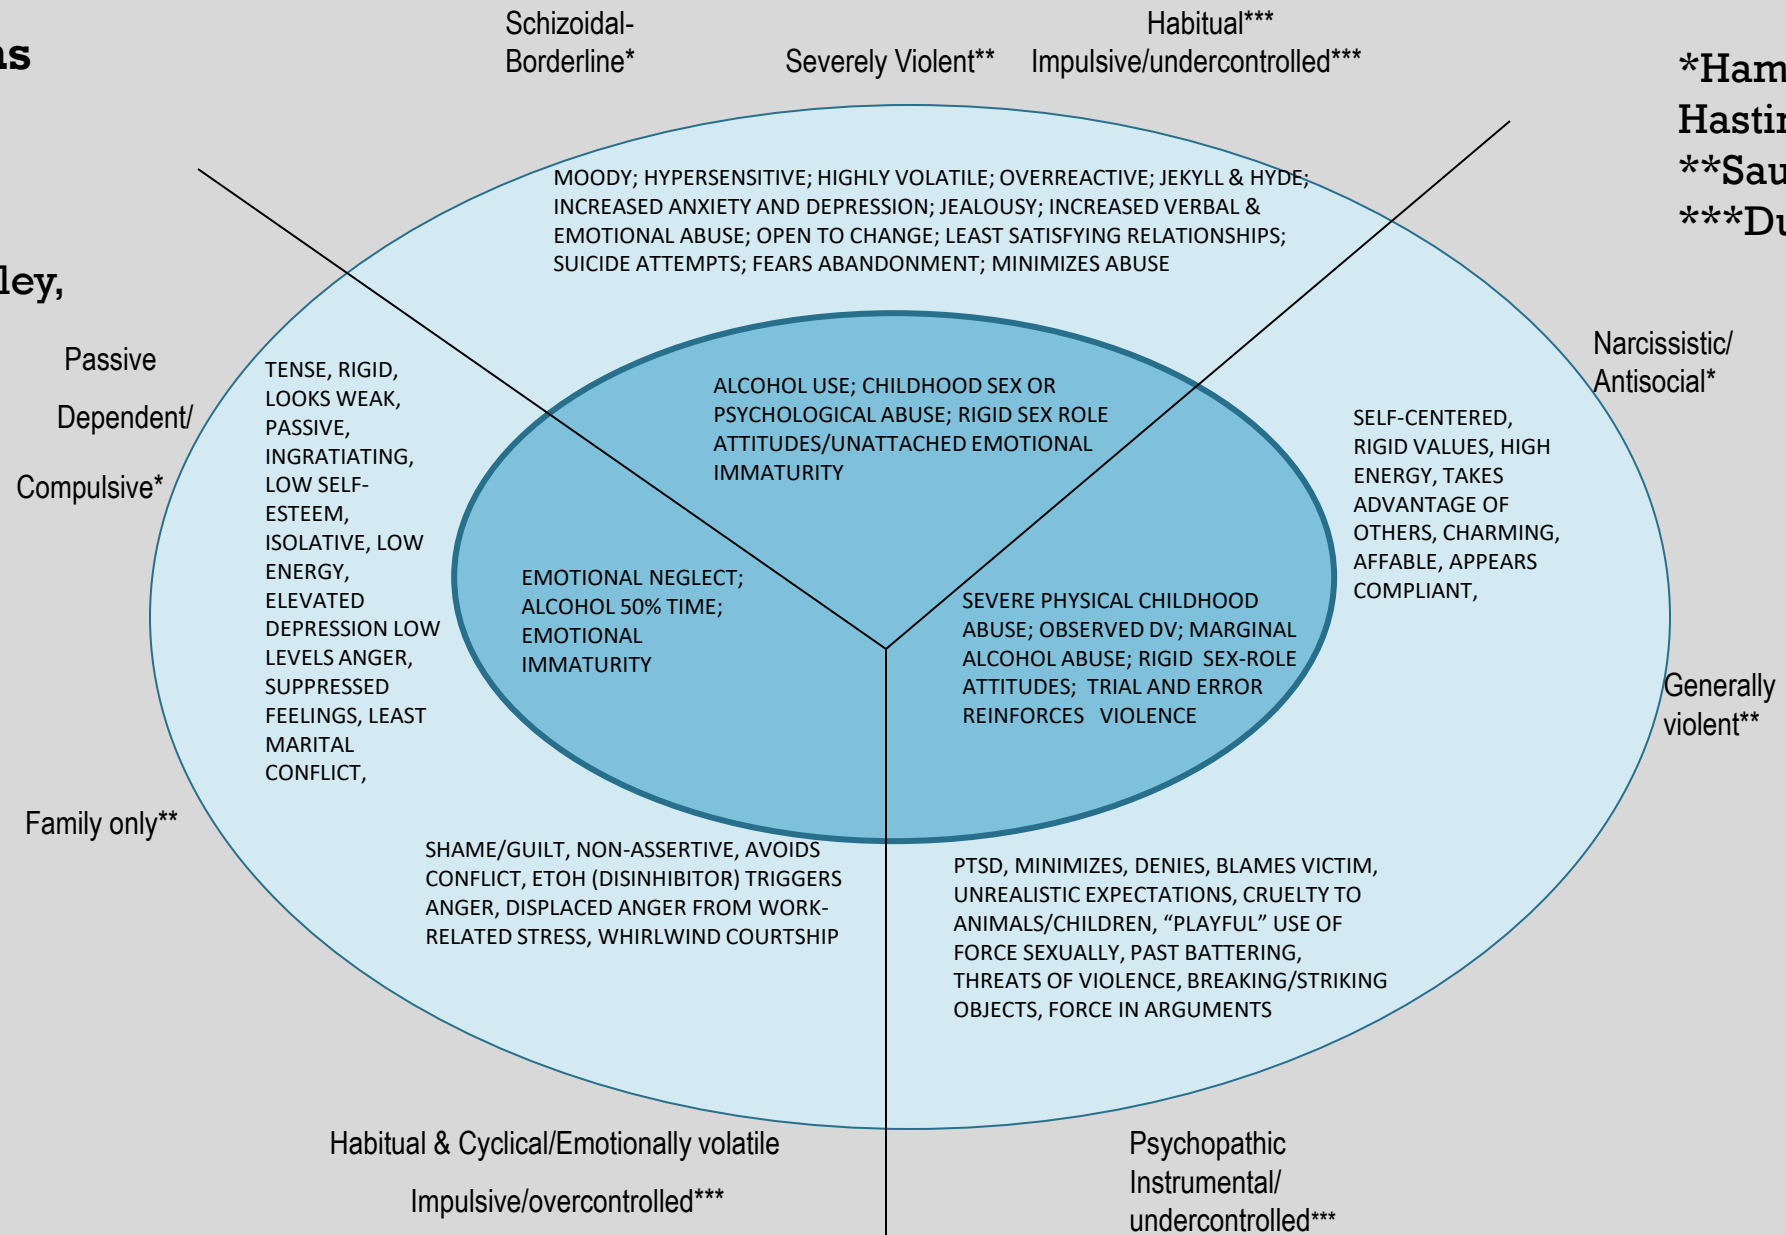 Schizoidal-
Borderline*
Severely Violent**
Habitual***
Impulsive/undercontrolled***
as
*Ham
Hastin
**Sau
***Du
ley,
MOODY; HYPERSENSITIVE; HIGHLY VOLATILE; OVERREACTIVE; JEKYLL & HYDE;
INCREASED ANXIETY AND DEPRESSION; JEALOUSY; INCREASED VERBAL &
EMOTIONAL ABUSE; OPEN TO CHANGE; LEAST SATISFYING RELATIONSHIPS;
SUICIDE ATTEMPTS; FEARS ABANDONMENT; MINIMIZES ABUSE
Passive
Dependent/
Compulsive*
TENSE, RIGID,
LOOKS WEAK,
PASSIVE,
INGRATIATING,
LOW SELF-
ESTEEM,
ISOLATIVE, LOW
ENERGY,
ELEVATED
DEPRESSION LOW
LEVELS ANGER,
SUPPRESSED
FEELINGS, LEAST
MARITAL
CONFLICT,
ALCOHOL USE; CHILDHOOD SEX OR
PSYCHOLOGICAL ABUSE; RIGID SEX ROLE
ATTITUDES/UNATTACHED EMOTIONAL
IMMATURITY
Narcissistic/
Antisocial*
SELF-CENTERED,
RIGID VALUES, HIGH
ENERGY, TAKES
ADVANTAGE OF
OTHERS, CHARMING,
AFFABLE, APPEARS
COMPLIANT,
EMOTIONAL NEGLECT;
ALCOHOL 50% TIME;
EMOTIONAL
IMMATURITY
SEVERE PHYSICAL CHILDHOOD
ABUSE; OBSERVED DV; MARGINAL
ALCOHOL ABUSE; RIGID SEX-ROLE
ATTITUDES; TRIAL AND ERROR
REINFORCES VIOLENCE
Generally
violent**
Family only**
SHAME/GUILT, NON-ASSERTIVE, AVOIDS
CONFLICT, ETOH (DISINHIBITOR) TRIGGERS
ANGER, DISPLACED ANGER FROM WORK-
RELATED STRESS, WHIRLWIND COURTSHIP
PTSD, MINIMIZES, DENIES, BLAMES VICTIM,
UNREALISTIC EXPECTATIONS, CRUELTY TO
ANIMALS/CHILDREN, “PLAYFUL” USE OF
FORCE SEXUALLY, PAST BATTERING,
THREATS OF VIOLENCE, BREAKING/STRIKING
OBJECTS, FORCE IN ARGUMENTS
Habitual & Cyclical/Emotionally volatile
Impulsive/overcontrolled***
Psychopathic
Instrumental/
undercontrolled***